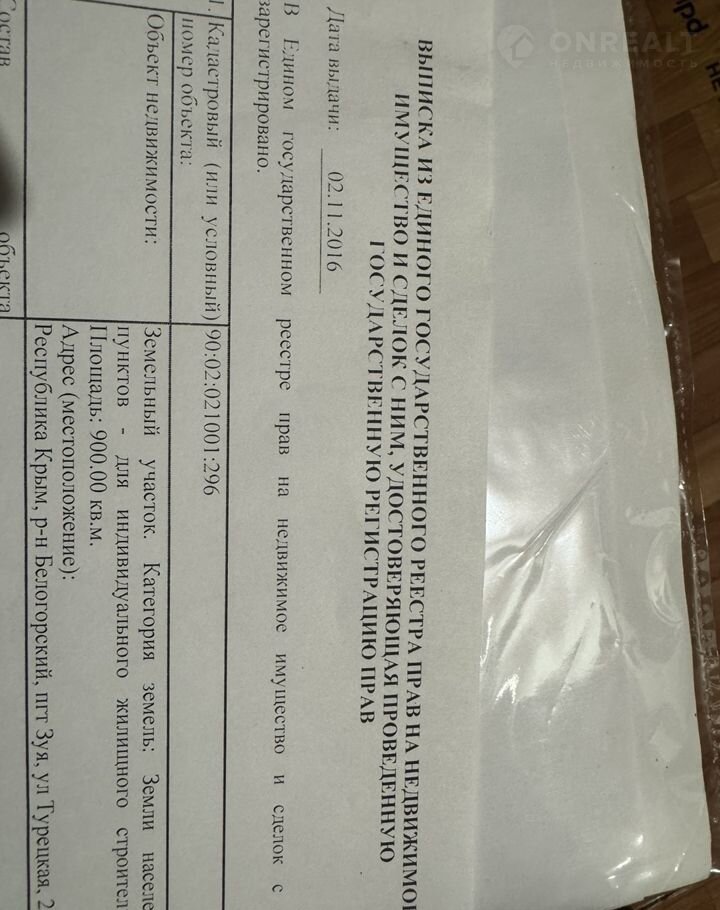 ONREALT
НЕДВИЖИМОСТЬ
ВЫПИСКА ИЗ ЕДИНОГО ГОСУДАРСТВЕННОГО РЕЕСТРА ПРАВ НА НЕДВИЖИМО
ИМУЩЕСТВО И СДЕЛОК С НИМ, УДОСТОВЕРЯЮЩАЯ ПРОВЕДЕННУЮ
ГОСУДАРСТВЕННУЮ РЕГИСТРАЦИЮ ПРАВ
Дата выдачи: 02.11.2016
В Едином государственном реестре прав на недвижимое имущество и сделок с
зарегистрировано.
1. Кадастровый (или условный) 90:02:021001:296
номер объекта:
Объект недвижимости: Земельный участок. Категория земель: Земли населе
пунктов - для индивидуального жилищного строител
Площадь: 900.00 кв.м.
Адрес (местоположение):
Республика Крым, р-н Белогорский, пгт Зуя, ул Турецкая, 2
Состав объекта